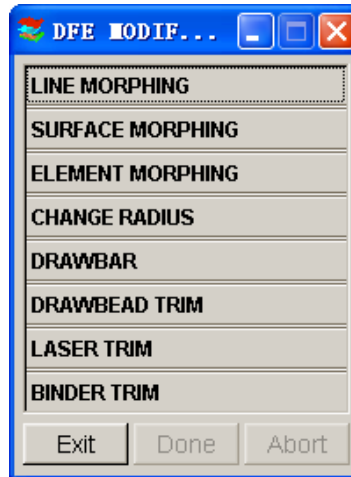 DFE MODIF...
LINE MORPHING
SURFACE MORPHING
ELEMENT MORPHING
CHANGE RADIUS
DRAWBAR
DRAWBEAD TRIM
LASER TRIM
BINDER TRIM
Exit Done Abort